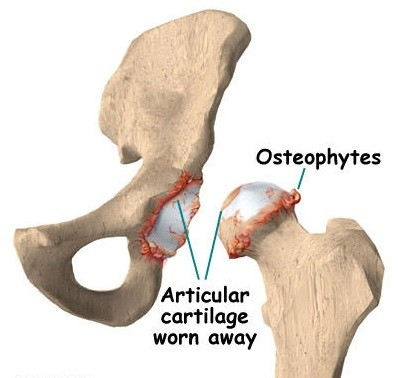 Osteophytes
Articular
cartilage
worn away